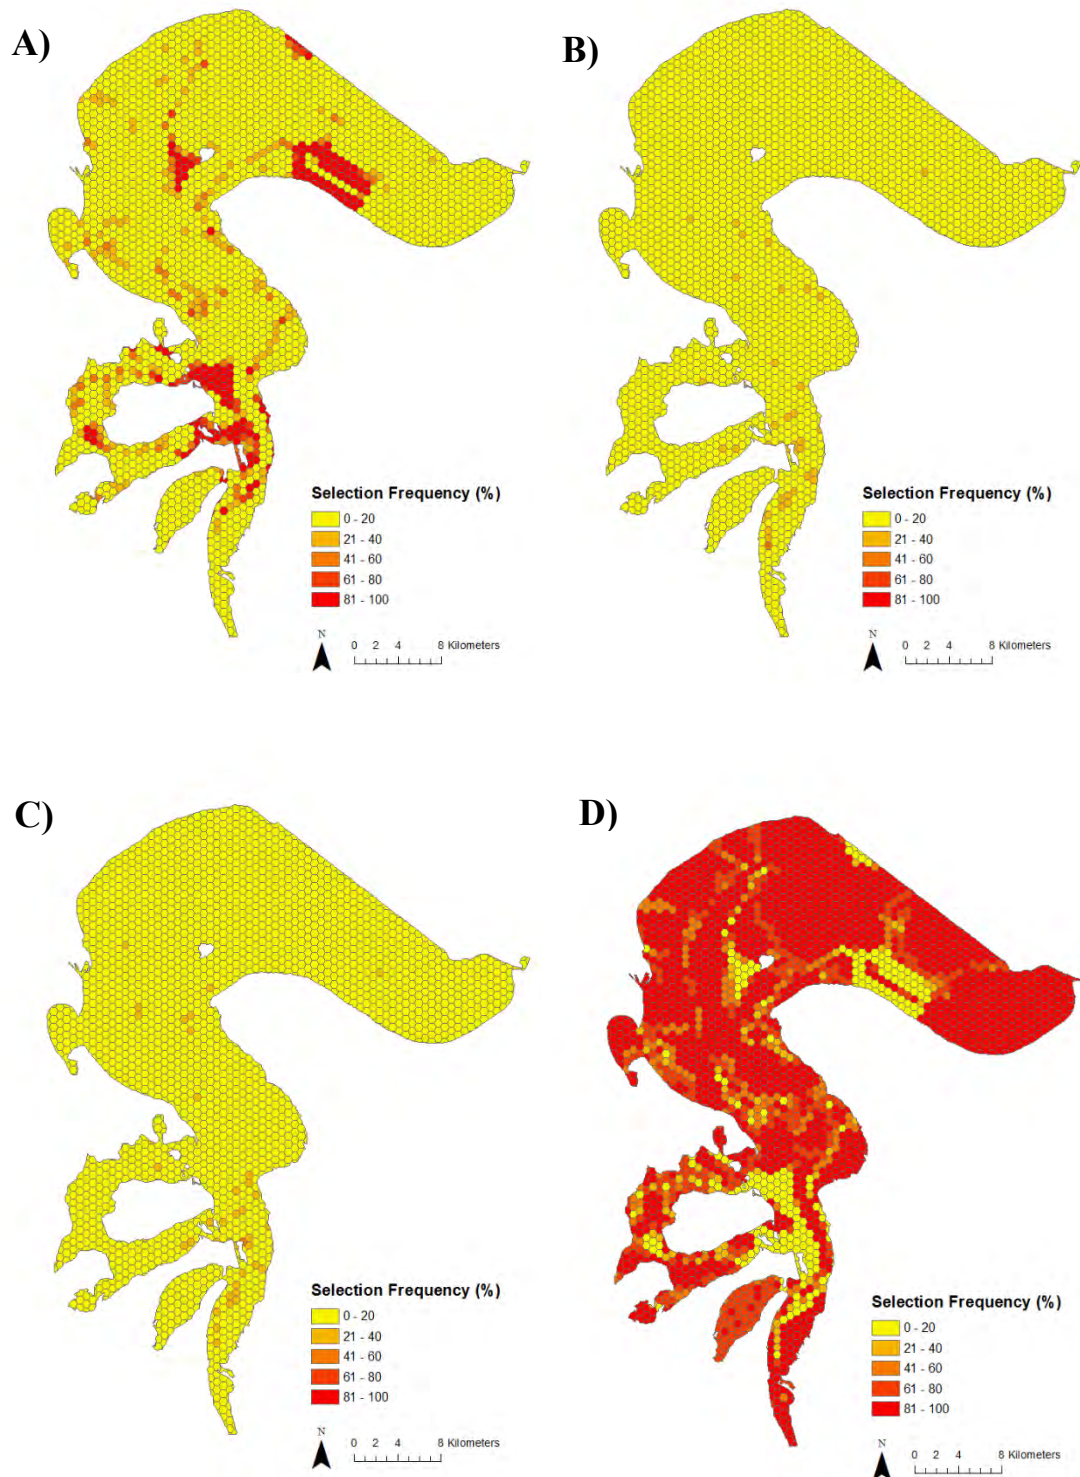 A)
B)
Selection Frequency (%)
0 - 20
21 - 40
41 - 60
61 - 80
81 - 100
N
0 2 4 8 Kilometers
Selection Frequency (%)
0 - 20
21 - 40
41 - 60
61 - 80
81 - 100
N
0 2 4 8 Kilometers
C)
D)
Selection Frequency (%)
0 - 20
21 - 40
41 - 60
61 - 80
81 - 100
N
0 2 4 8 Kilometers
Selection Frequency (%)
0 - 20
21 - 40
41 - 60
61 - 80
81 - 100
N
0 2 4 8 Kilometers